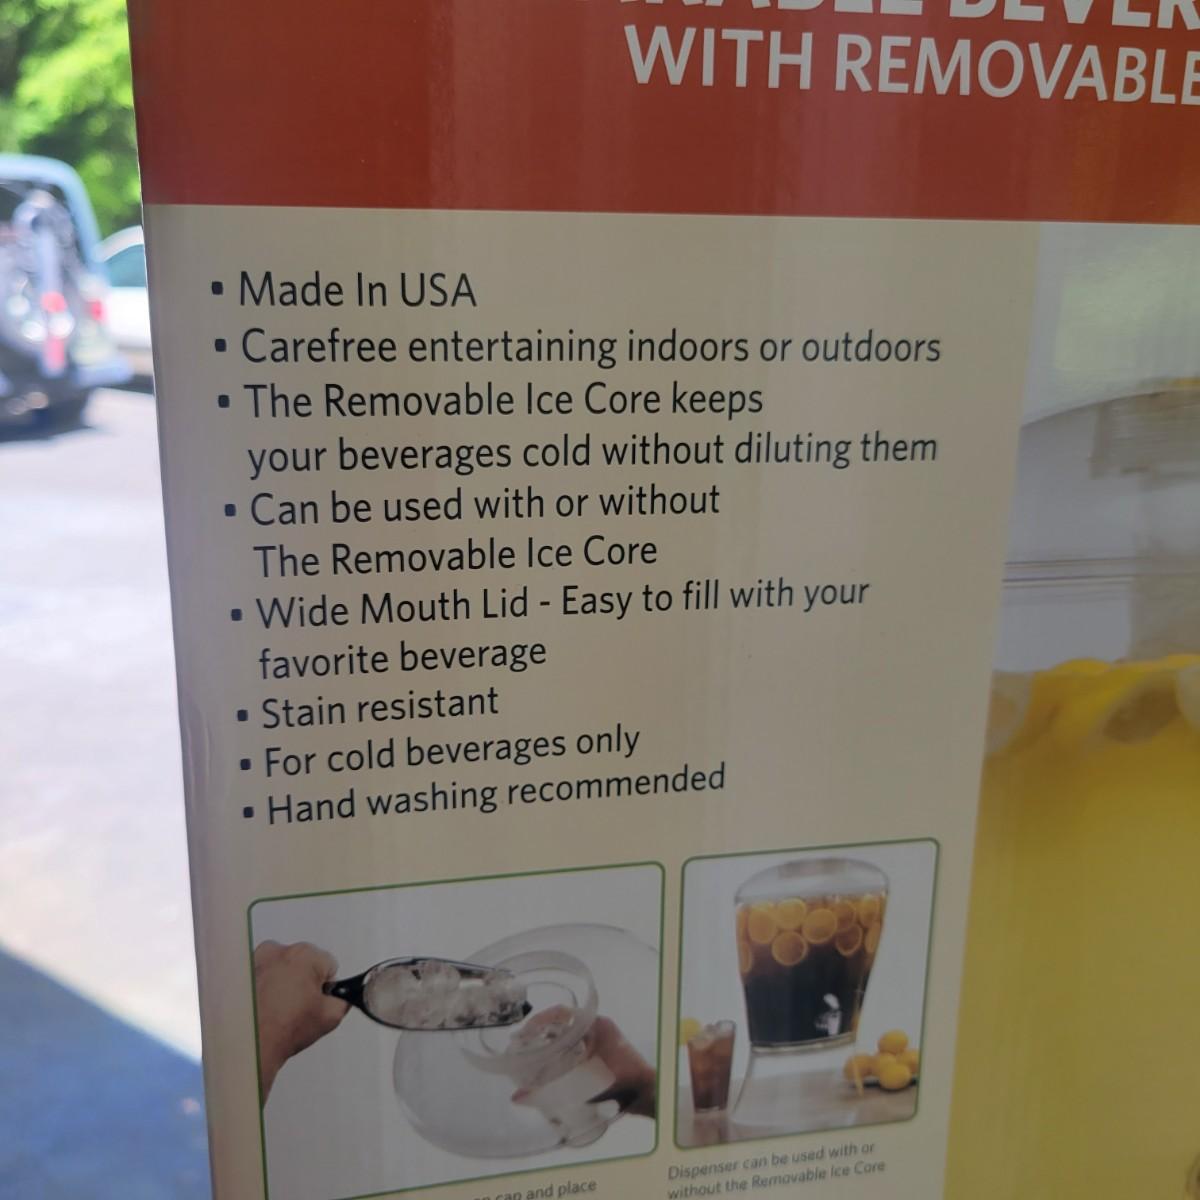 WITH REMOVABLE
▪ Made In USA
▪ Carefree entertaining indoors or outdoors
▪ The Removable Ice Core keeps
your beverages cold without diluting them
▪ Can be used with or without
The Removable Ice Core
▪ Wide Mouth Lid - Easy to fill with your
favorite beverage
▪ Stain resistant
▪ For cold beverages only
▪ Hand washing recommended
cap and place
Dispenser can be used with or
without the Removable Ice Core